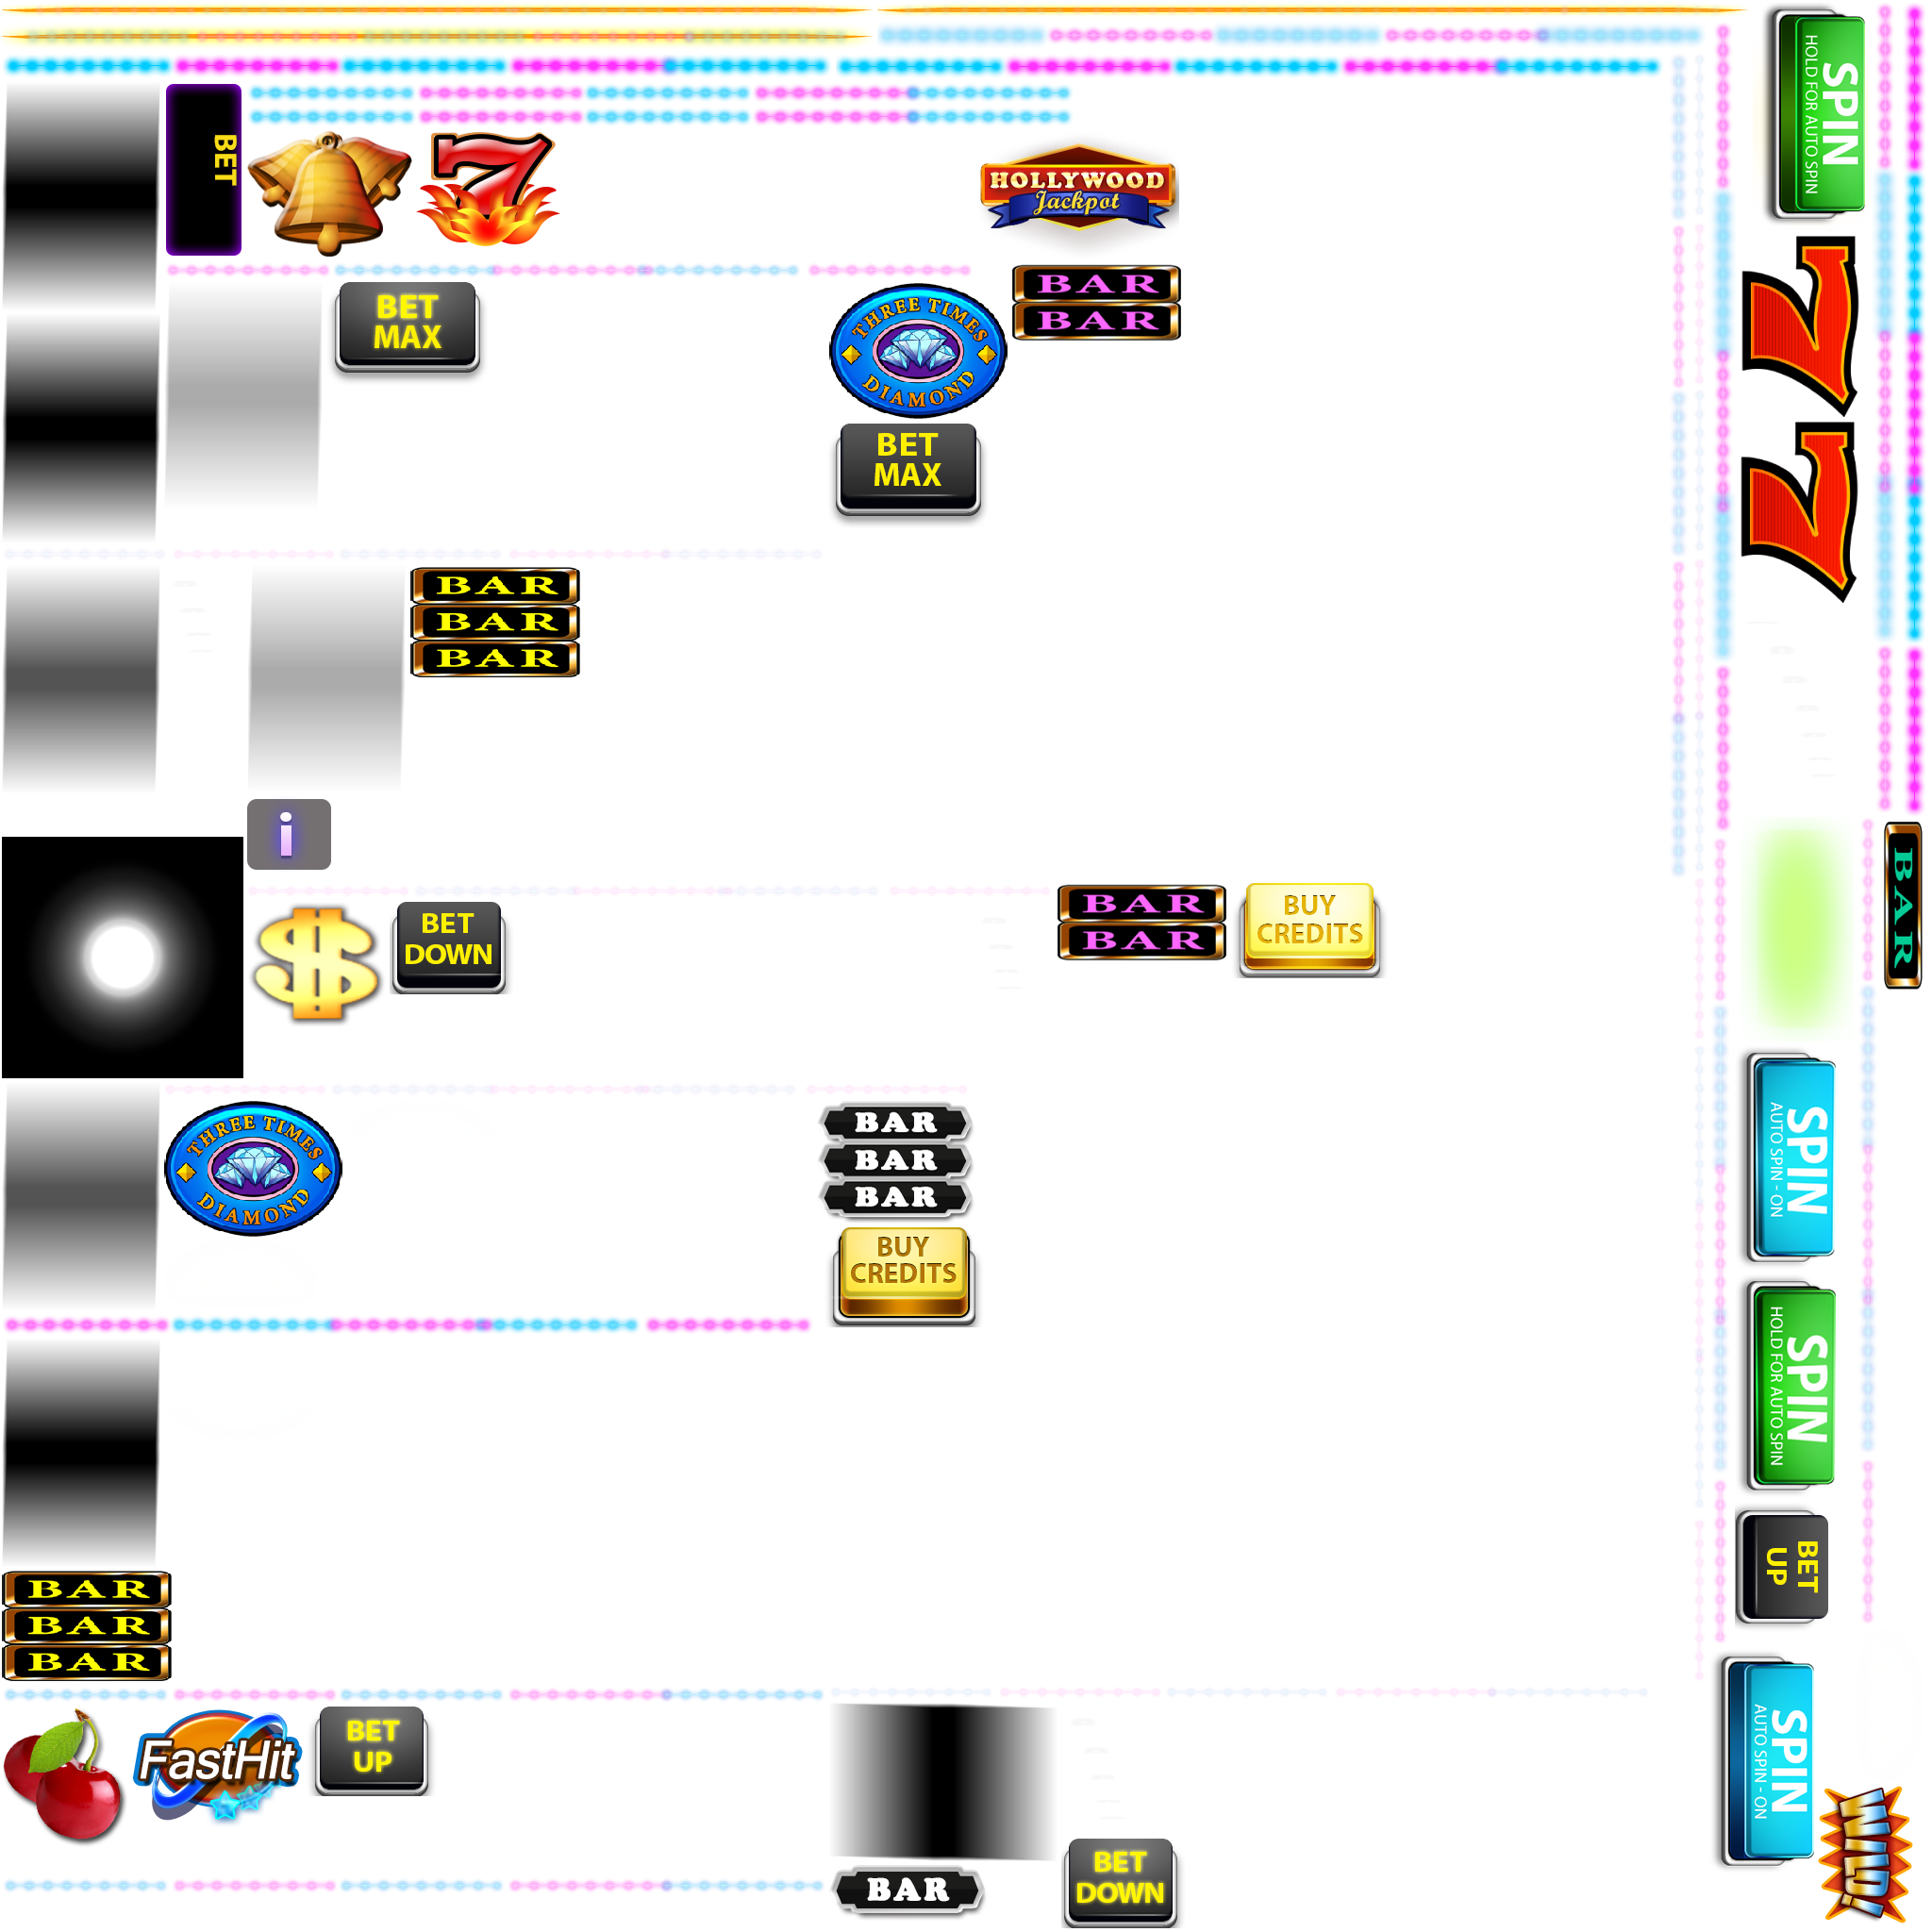 BET
HOLLYWOOD
Jackpot
SPIN
HOLD FOR AUTO SPIN
BAR
BAR
BET
MAX
THREE TIMES
DIAMOND
BET
MAX
BAR
BAR
BAR
i
BET
DOWN
BAR
BAR
BUY
CREDITS
BAR
THREE TIMES
DIAMOND
BAR
BAR
BAR
BUY
CREDITS
SPIN
AUTO SPIN - ON
SPIN
HOLD FOR AUTO SPIN
BET
UP
BAR
BAR
BAR
FastHit
BET
UP
SPIN
AUTO SPIN - ON
WILD!
BAR
BET
DOWN
7
7
7
$